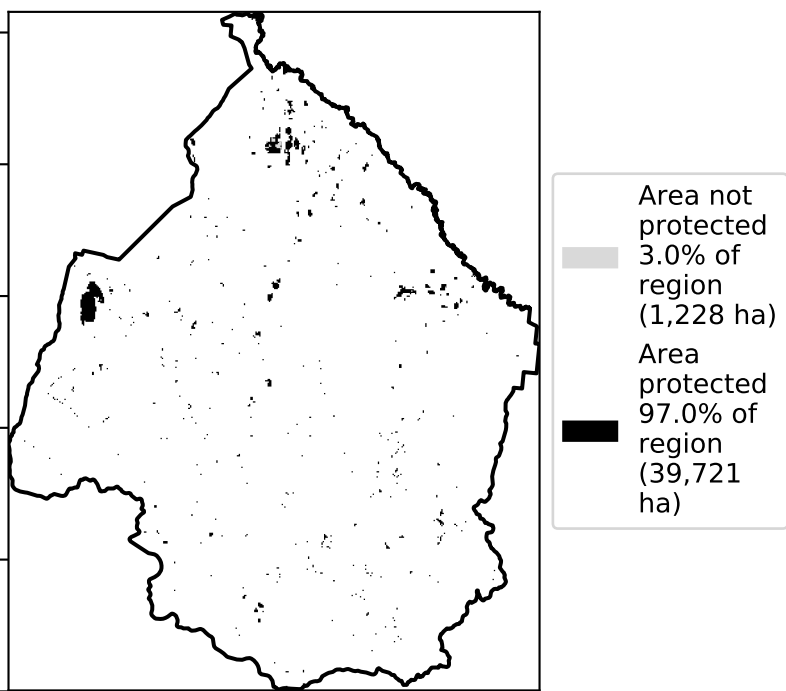 Area not
protected
3.0% of
region
(1,228 ha)
Area
protected
97.0% of
region
(39,721
ha)